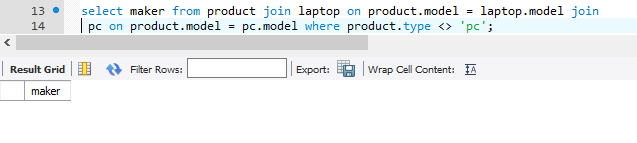 13 select maker from product join laptop on product.model = laptop.model join
14 pc on product.model = pc.model where product.type <> 'pc';
Result Grid Filter Rows: Export: Wrap Cell Content: IA
maker